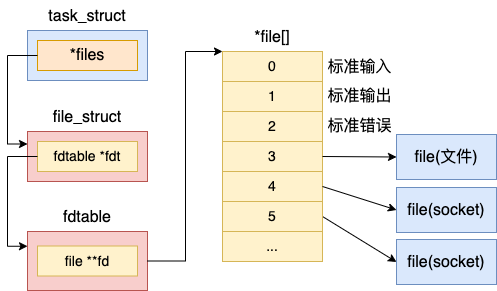 task_struct
*files
file_struct
fdtable *fdt
fdtable
file **fd
*file[]
0 标准输入
1 标准输出
2 标准错误
3
4
5
...
file(文件)
file(socket)
file(socket)